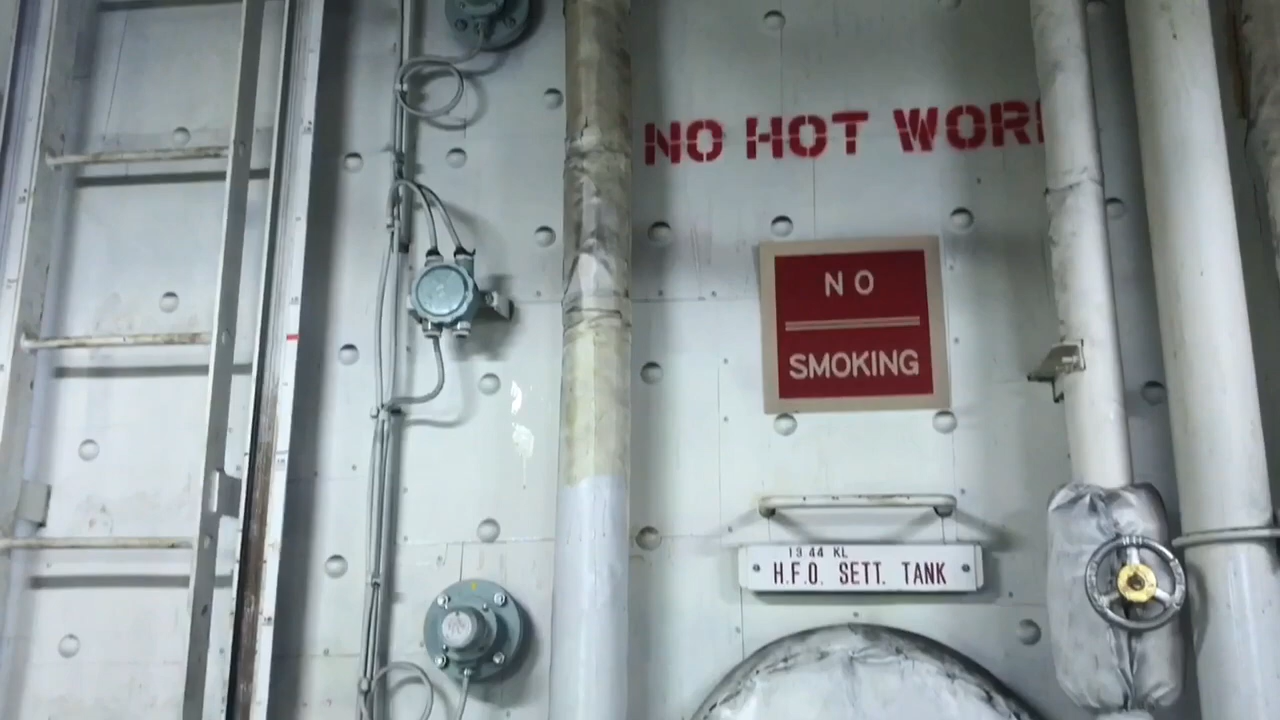 NO HOT WOR
NO
SMOKING
13 44 KL
H.F.O. SETT. TANK